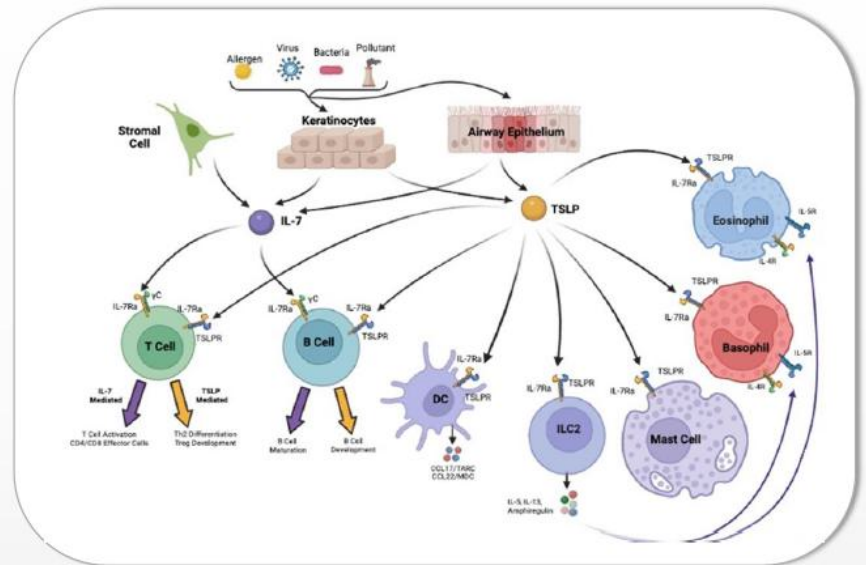 Allergen
Virus
Bacteria
Pollutant
Stromal
Cell
Keratinocytes
Airway Epithelium
IL-7
TSLP
TSLPR
IL-7Ra
Eosinophil
IL-5R
IL-4R
IL-7Ra
γC
IL-7Ra
TSLPR
T Cell
IL-7Ra
γC
IL-7Ra
TSLPR
B Cell
IL-7Ra
TSLPR
DC
IL-7Ra
TSLPR
ILC2
TSLPR
IL-7Ra
Mast Cell
TSLPR
IL-7Ra
Basophil
IL-5R
IL-4R
IL-7
Mediated
TSLP
Mediated
T Cell Activation
CD4/CD8 Effector Cells
Th2 Differentiation
Treg Development
B Cell
Maturation
B Cell
Development
CCL17/TARC
CCL22/MDC
IL-5, IL-13,
Amphiregulin